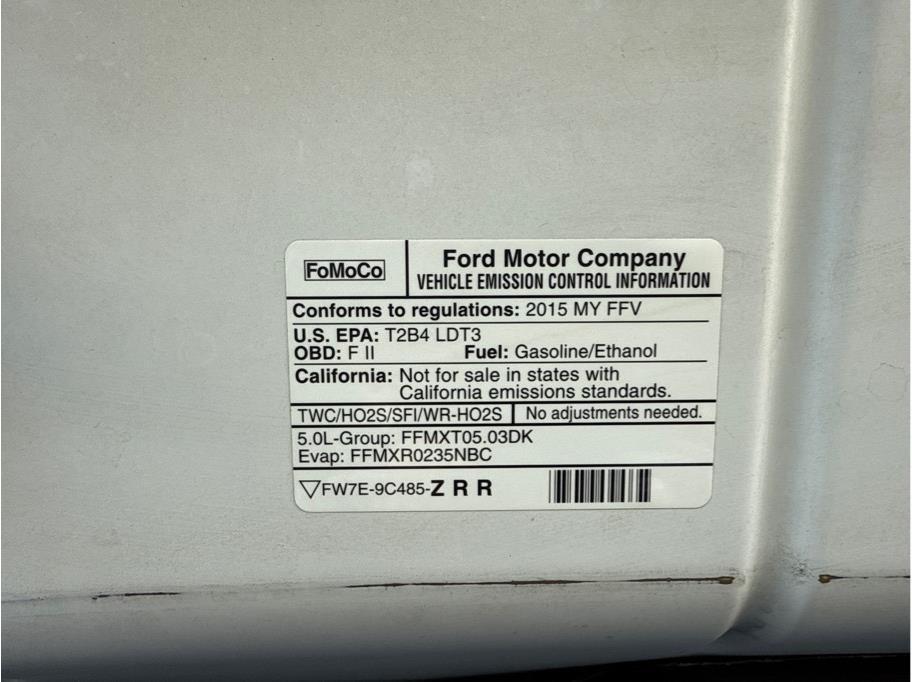 FoMoCo
Ford Motor Company
VEHICLE EMISSION CONTROL INFORMATION
Conforms to regulations: 2015 MY FFV
U.S. EPA: T2B4 LDT3
OBD: F II Fuel: Gasoline/Ethanol
California: Not for sale in states with
California emissions standards.
TWC/HO2S/SFI/WR-HO2S No adjustments needed.
5.0L-Group: FFMXT05.03DK
Evap: FFMXR0235NBC
FW7E-9C485-Z R R